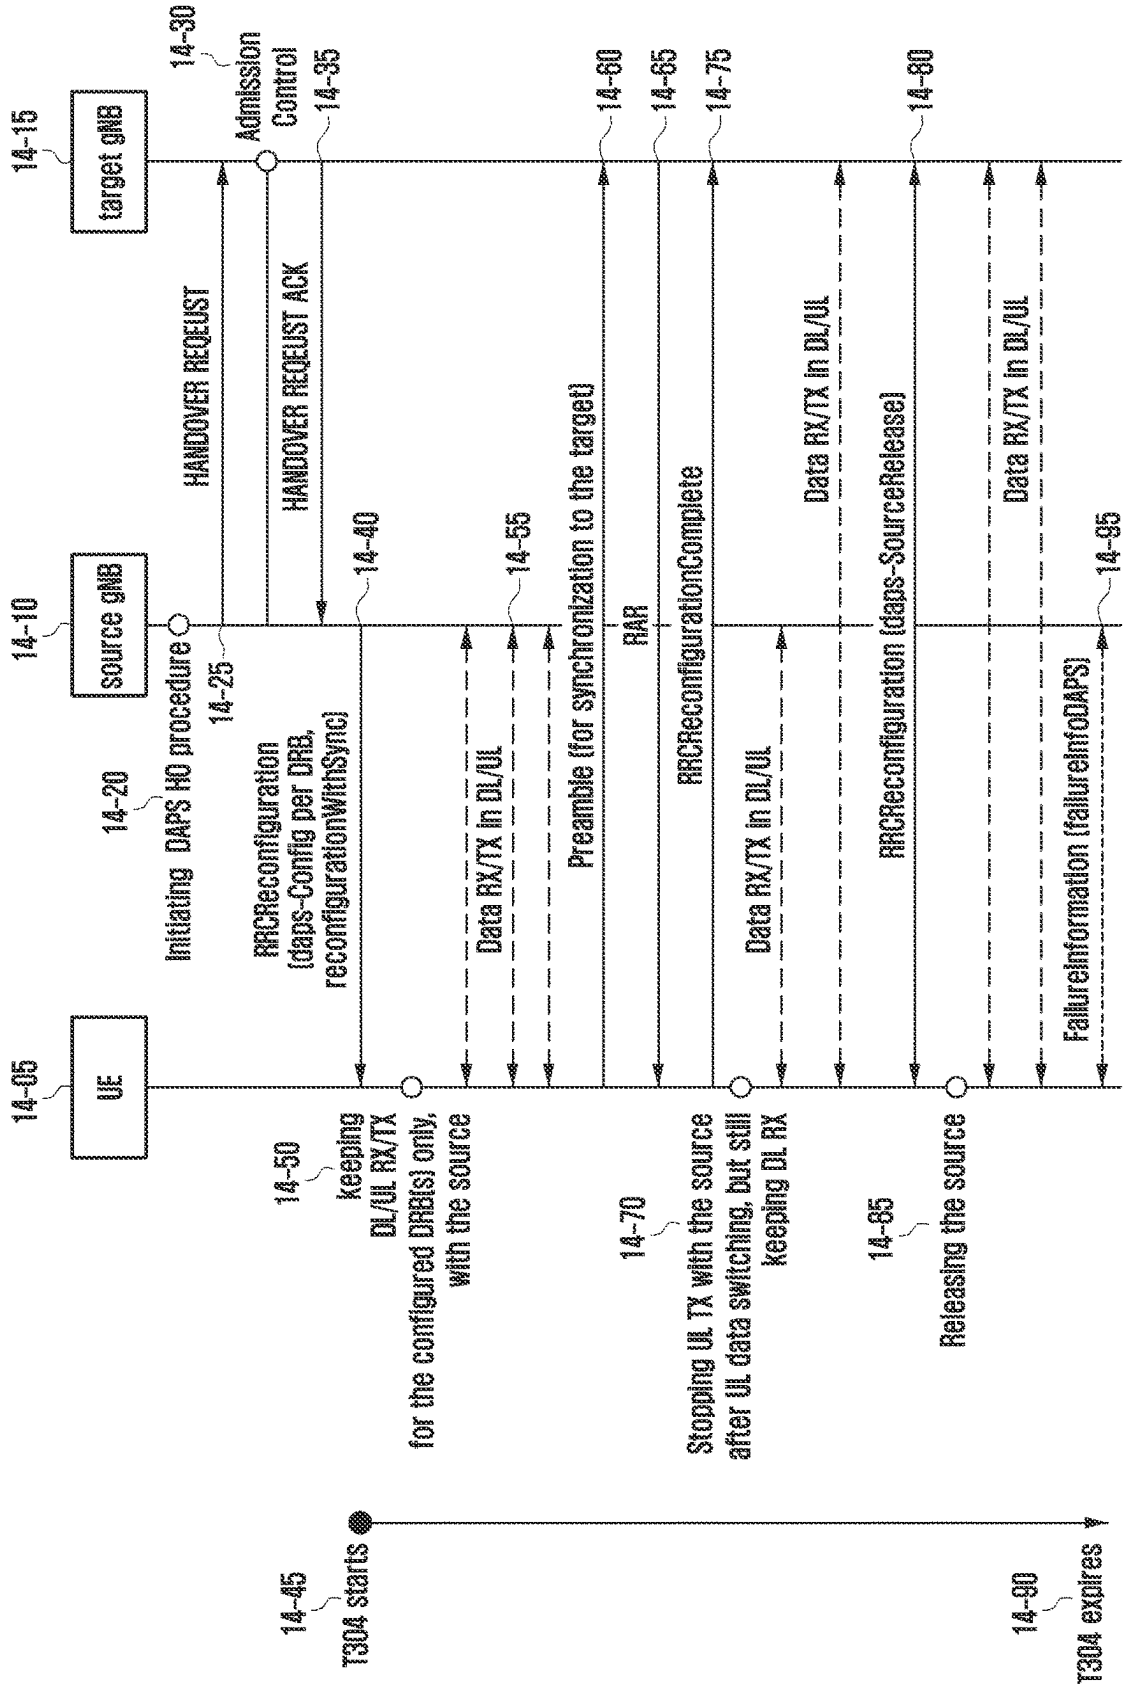 14-05
UE
14-10
source gNB
14-15
target gNB
14-20
Initiating DAPS HO procedure
14-25
HANDOVER REQEUST
14-30
Admission
Control
HANDOVER REQEUST ACK
14-35
14-40
RRCReconfiguration
(daps-Config per DRB,
reconfigurationWithSync)
14-45
T304 starts
14-50
keeping
DL/UL RX/TX
for the configured DRB(s) only,
with the source
Data RX/TX in DL/UL
14-55
Preamble (for synchronization to the target)
14-60
RAR
14-65
14-70
Stopping UL TX with the source
after UL data switching, but still
keeping DL RX
RRCReconfigurationComplete
14-75
Data RX/TX in DL/UL
Data RX/TX in DL/UL
RRCReconfiguration (daps-SourceRelease)
14-80
14-85
Releasing the source
Data RX/TX in DL/UL
14-90
T304 expires
FailureInformation (failureInfoDAPS)
14-95